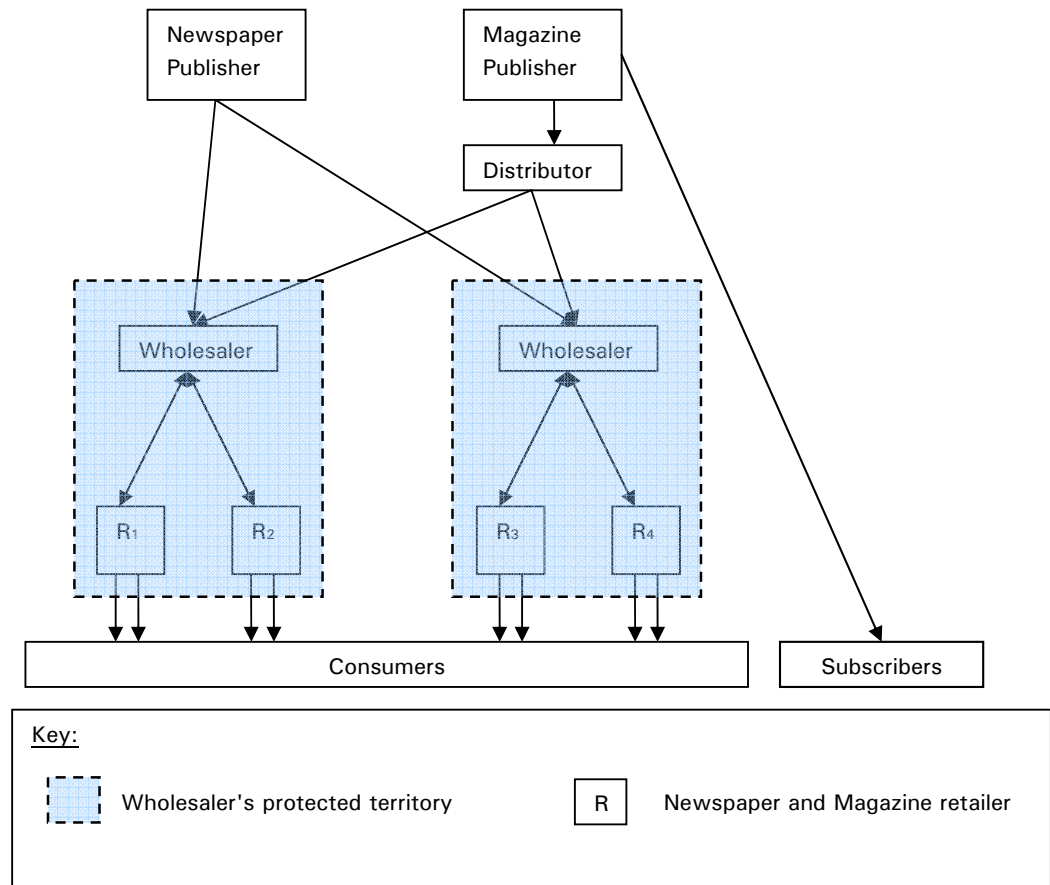 Newspaper
Publisher
Magazine
Publisher
Distributor
Wholesaler
Wholesaler
R1
R2
R3
R4
Consumers
Subscribers
Key:
Wholesaler's protected territory
R
Newspaper and Magazine retailer